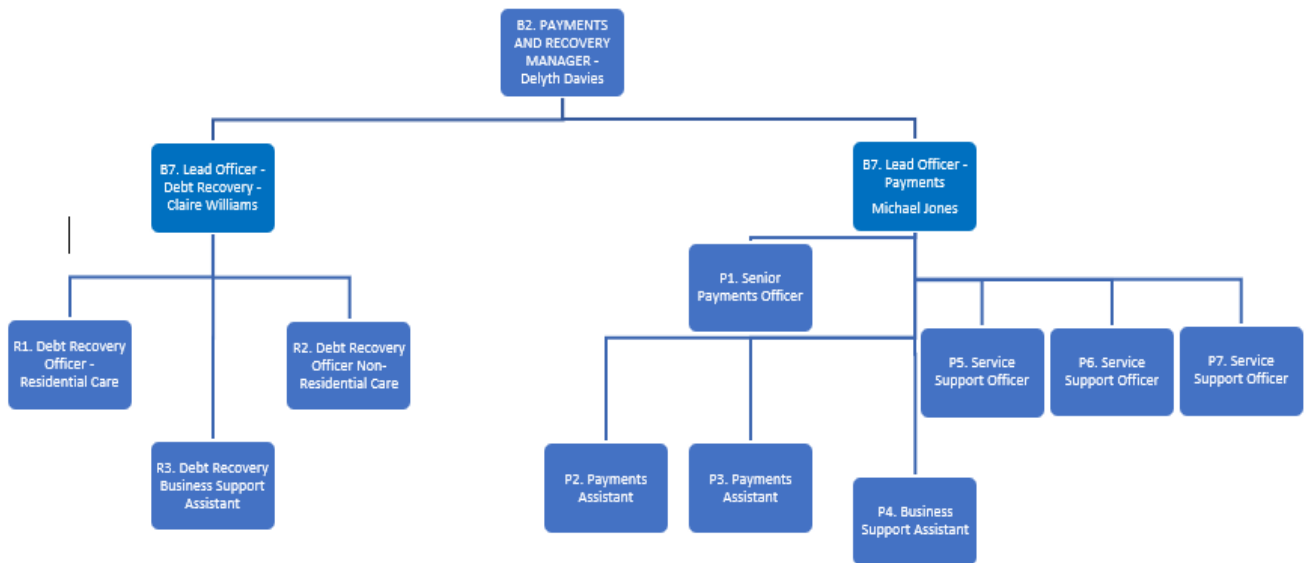 B2. PAYMENTS
AND RECOVERY
MANAGER -
Delyth Davies
B7. Lead Officer -
Debt Recovery -
Claire Williams
B7. Lead Officer -
Payments
Michael Jones
P1. Senior
Payments Officer
R1. Debt Recovery
Officer -
Residential Care
R2. Debt Recovery
Officer Non-
Residential Care
P5. Service
Support Officer
P6. Service
Support Officer
P7. Service
Support Officer
R3. Debt Recovery
Business Support
Assistant
P2. Payments
Assistant
P3. Payments
Assistant
P4. Business
Support Assistant